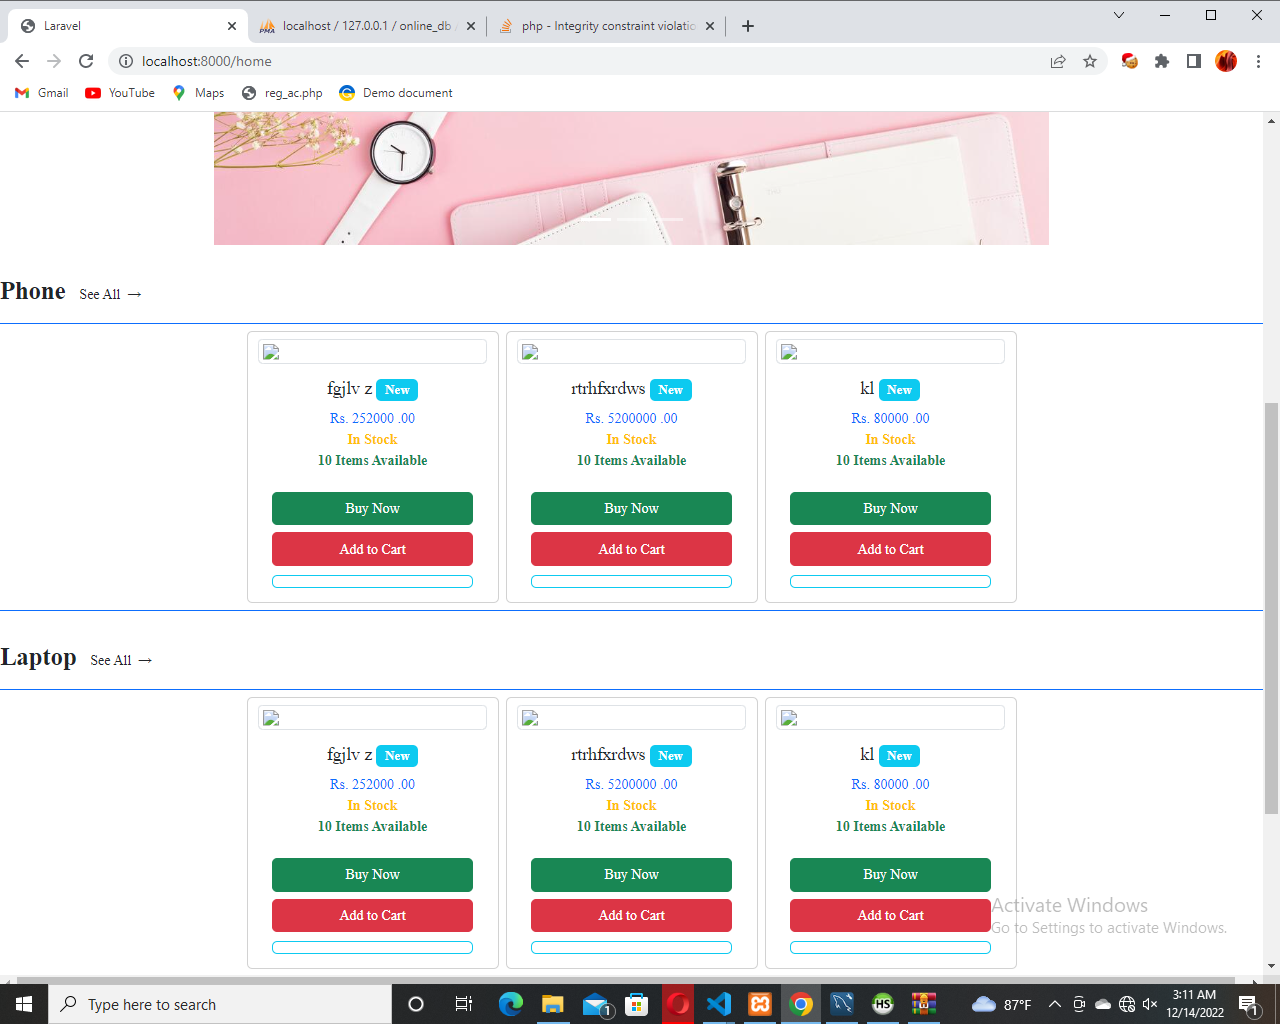 Laravel
localhost / 127.0.0.1 / online_db
php - Integrity constraint violatio
localhost:8000/home
Gmail
YouTube
Maps
reg_ac.php
Demo document
Phone See All →
fgjlv z New
Rs. 252000 .00
In Stock
10 Items Available
Buy Now
Add to Cart
rtrhfxrdws New
Rs. 5200000 .00
In Stock
10 Items Available
Buy Now
Add to Cart
kl New
Rs. 80000 .00
In Stock
10 Items Available
Buy Now
Add to Cart
Laptop See All →
fgjlv z New
Rs. 252000 .00
In Stock
10 Items Available
Buy Now
Add to Cart
rtrhfxrdws New
Rs. 5200000 .00
In Stock
10 Items Available
Buy Now
Add to Cart
kl New
Rs. 80000 .00
In Stock
10 Items Available
Buy Now
Add to Cart
Activate Windows
Go to Settings to activate Windows.
Type here to search
1
HS
87°F
3:11 AM
12/14/2022
1